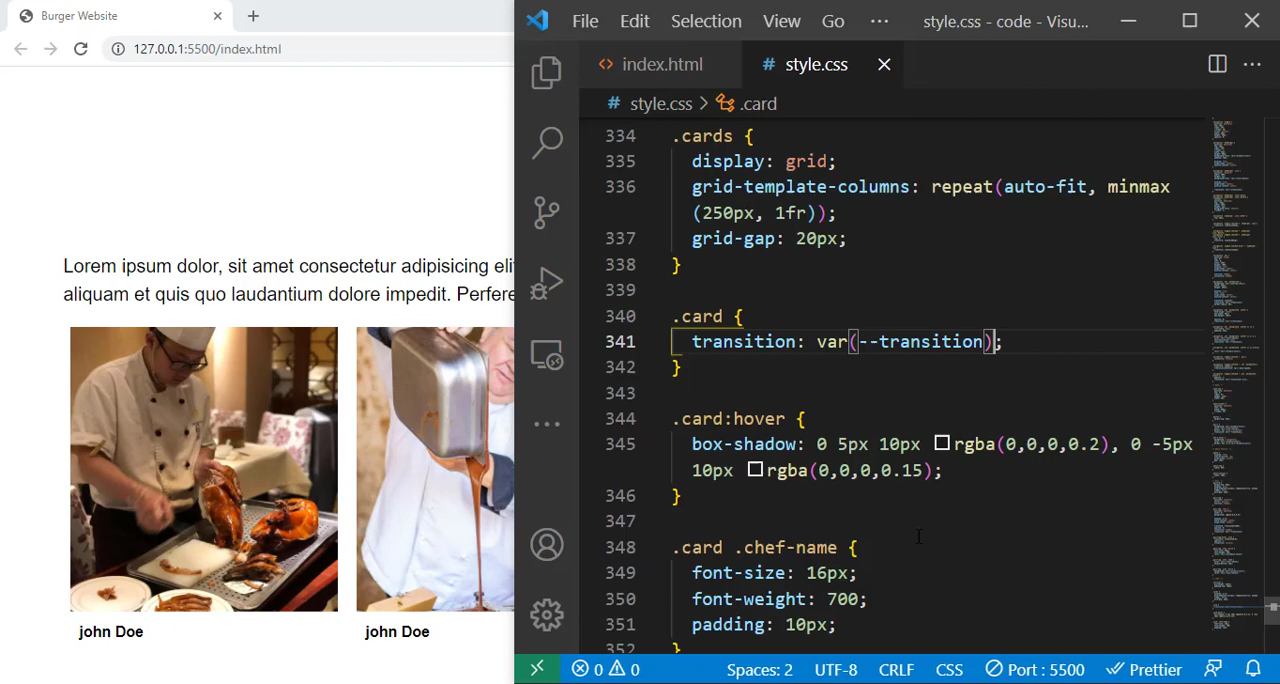 Burger Website
127.0.0.1:5500/index.html
Lorem ipsum dolor, sit amet consectetur adipisicing elit
aliquam et quis quo laudantium dolore impedit. Perfere
john Doe
john Doe
File Edit Selection View Go ··· style.css - code - Visu...
index.html
# style.css
# style.css > .card
334 .cards {
335 display: grid;
336 grid-template-columns: repeat(auto-fit, minmax
(250px, 1fr));
337 grid-gap: 20px;
338 }
339
340 .card {
341 transition: var(--transition);
342 }
343
344 .card:hover {
345 box-shadow: 0 5px 10px rgba(0,0,0,0.2), 0 -5px
10px rgba(0,0,0,0.15);
346 }
347
348 .card .chef-name {
349 font-size: 16px;
350 font-weight: 700;
351 padding: 10px;
352 }
0 0 Spaces: 2 UTF-8 CRLF CSS Port : 5500 Prettier